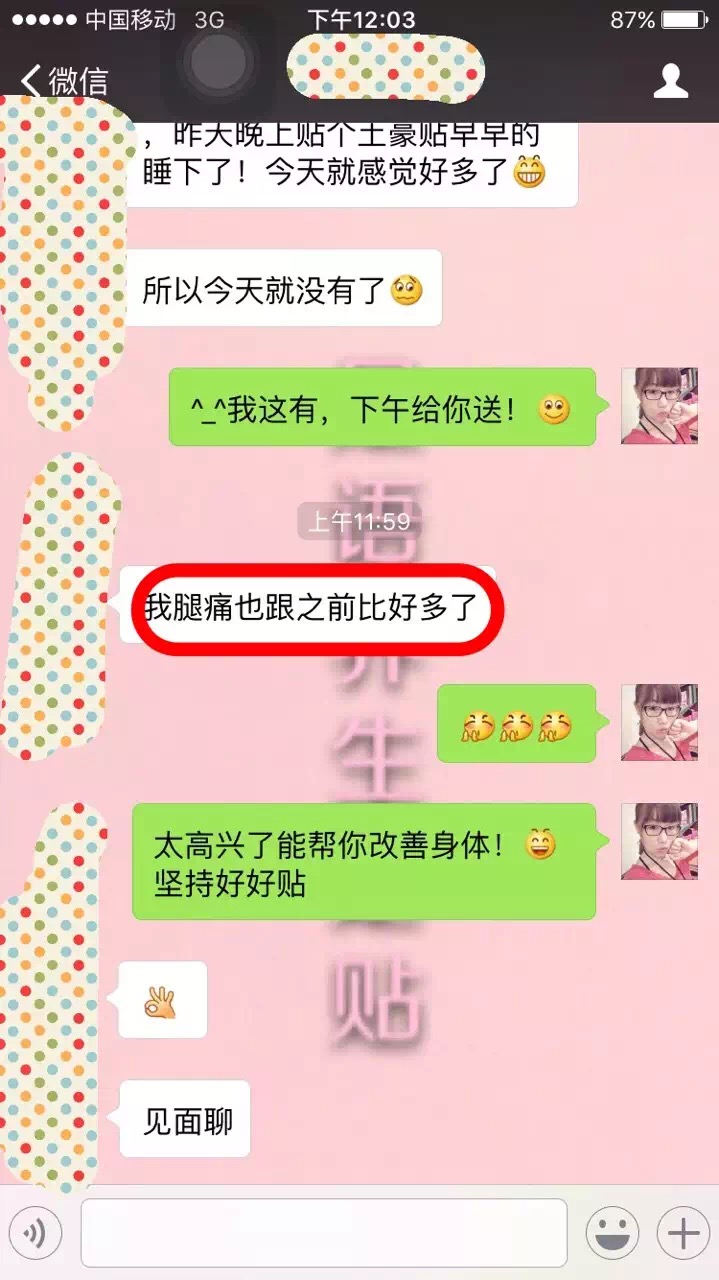 中国移动 3G 下午12:03 87%
微信
，昨天晚上贴个土豪贴早早的
睡下了！今天就感觉好多了
所以今天就没有了
^_^我这有，下午给你送！
上午11:59
我腿痛也跟之前比好多了
太高兴了能帮你改善身体！
坚持好好贴
见面聊
语
养
生
贴